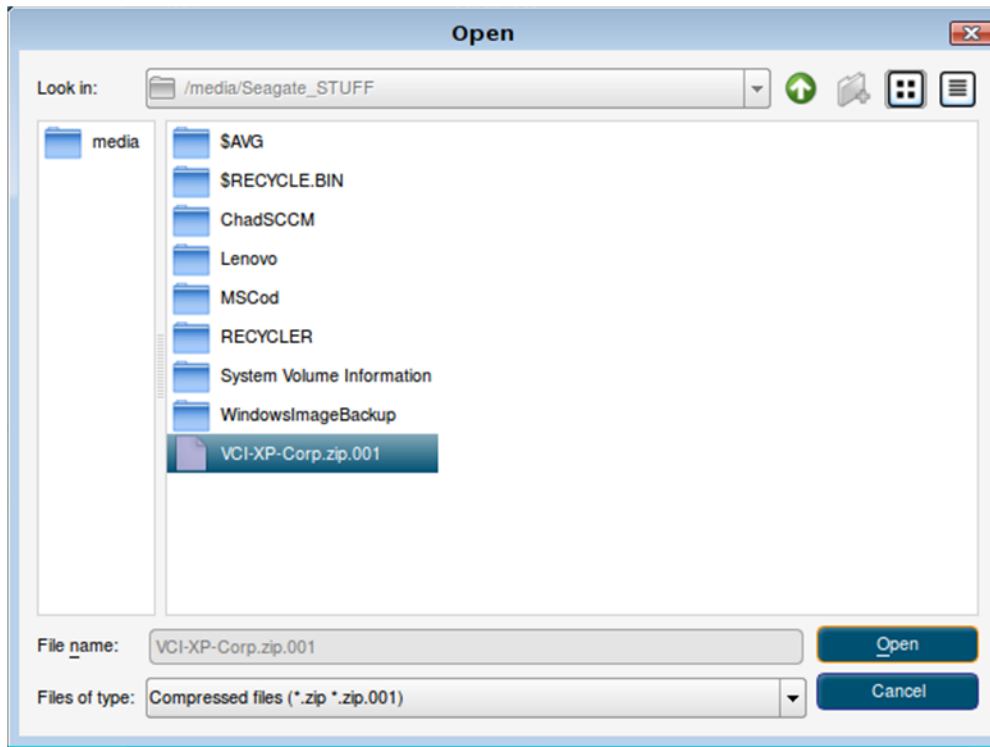 Open
Look in:
/media/Seagate_STUFF
media
$AVG
$RECYCLE.BIN
ChadSCCM
Lenovo
MSCod
RECYCLER
System Volume Information
WindowsImageBackup
VCI-XP-Corp.zip.001
File name:
VCI-XP-Corp.zip.001
Open
Files of type:
Compressed files (*.zip *.zip.001)
Cancel